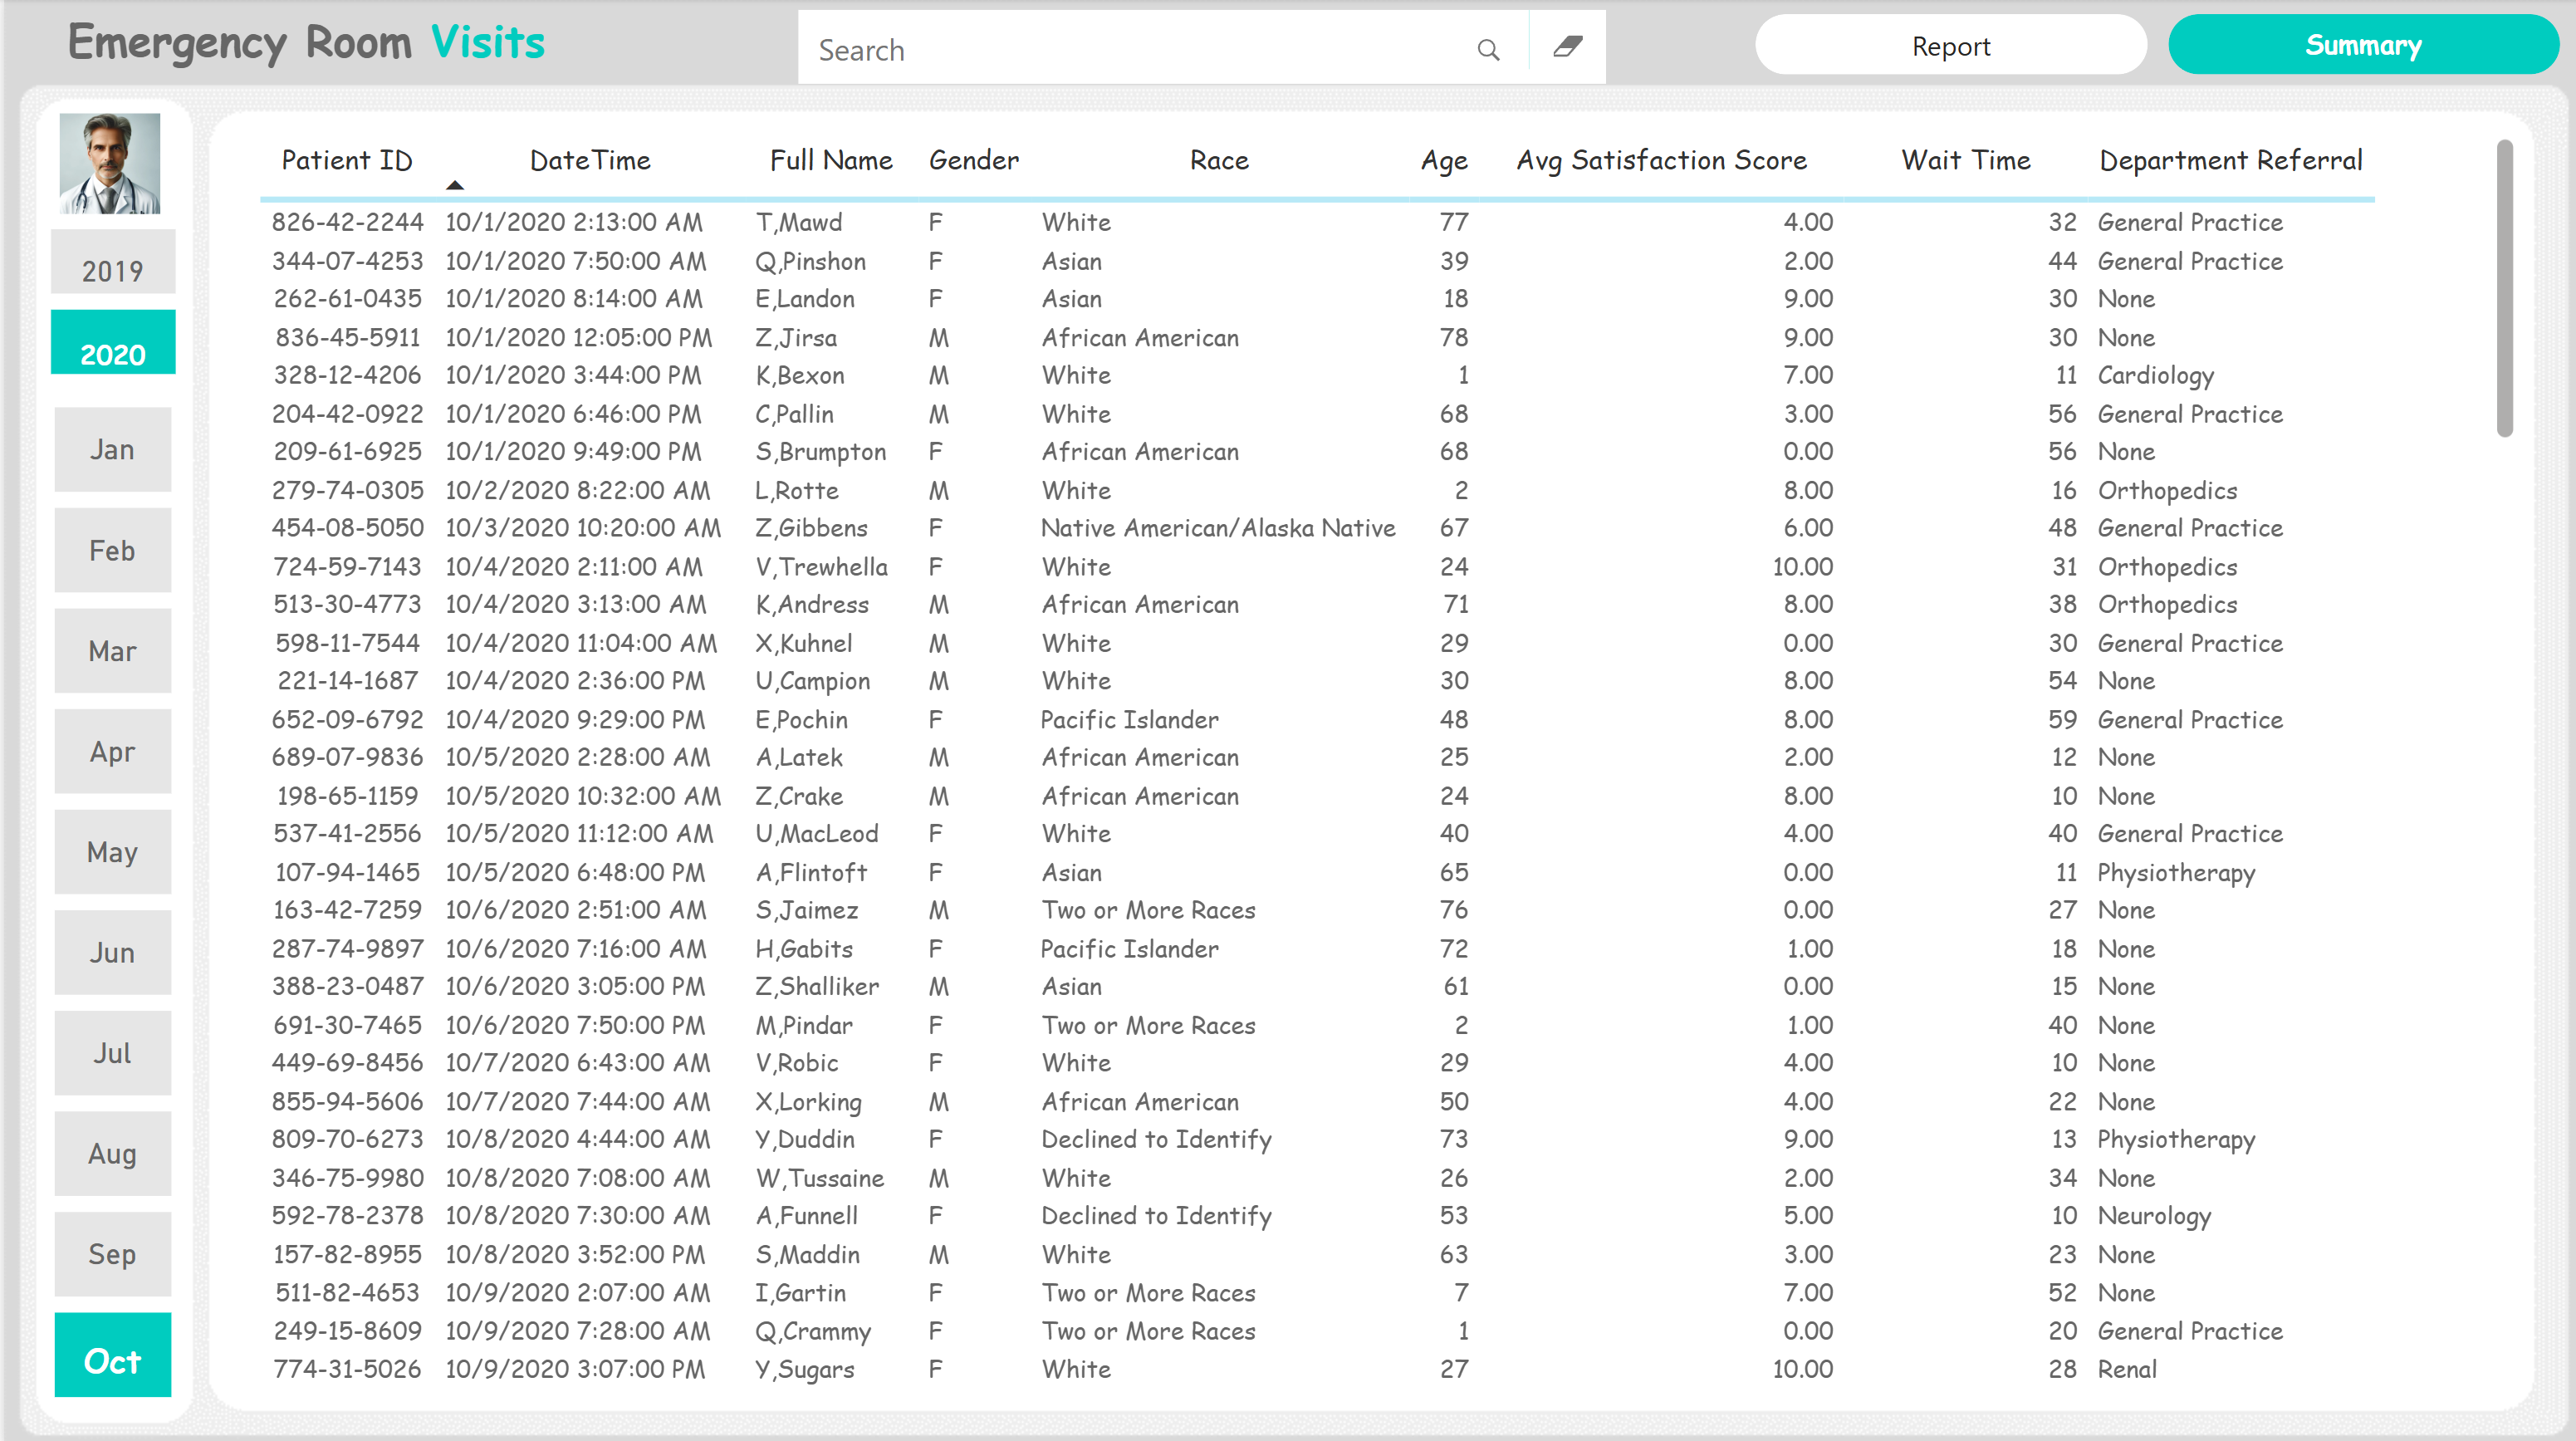 Emergency Room Visits
Search
Report
Summary
2019
2020
Jan
Feb
Mar
Apr
May
Jun
Jul
Aug
Sep
Oct
Patient ID DateTime Full Name Gender Race Age Avg Satisfaction Score Wait Time Department Referral
826-42-2244 10/1/2020 2:13:00 AM T,Mawd F White 77 4.00 32 General Practice
344-07-4253 10/1/2020 7:50:00 AM Q,Pinshon F Asian 39 2.00 44 General Practice
262-61-0435 10/1/2020 8:14:00 AM E,Landon F Asian 18 9.00 30 None
836-45-5911 10/1/2020 12:05:00 PM Z,Jirsa M African American 78 9.00 30 None
328-12-4206 10/1/2020 3:44:00 PM K,Bexon M White 1 7.00 11 Cardiology
204-42-0922 10/1/2020 6:46:00 PM C,Pallin M White 68 3.00 56 General Practice
209-61-6925 10/1/2020 9:49:00 PM S,Brumpton F African American 68 0.00 56 None
279-74-0305 10/2/2020 8:22:00 AM L,Rotte M White 2 8.00 16 Orthopedics
454-08-5050 10/3/2020 10:20:00 AM Z,Gibbens F Native American/Alaska Native 67 6.00 48 General Practice
724-59-7143 10/4/2020 2:11:00 AM V,Trewhella F White 24 10.00 31 Orthopedics
513-30-4773 10/4/2020 3:13:00 AM K,Andress M African American 71 8.00 38 Orthopedics
598-11-7544 10/4/2020 11:04:00 AM X,Kuhnel M White 29 0.00 30 General Practice
221-14-1687 10/4/2020 2:36:00 PM U,Campion M White 30 8.00 54 None
652-09-6792 10/4/2020 9:29:00 PM E,Pochin F Pacific Islander 48 8.00 59 General Practice
689-07-9836 10/5/2020 2:28:00 AM A,Latek M African American 25 2.00 12 None
198-65-1159 10/5/2020 10:32:00 AM Z,Crake M African American 24 8.00 10 None
537-41-2556 10/5/2020 11:12:00 AM U,MacLeod F White 40 4.00 40 General Practice
107-94-1465 10/5/2020 6:48:00 PM A,Flintoft F Asian 65 0.00 11 Physiotherapy
163-42-7259 10/6/2020 2:51:00 AM S,Jaimez M Two or More Races 76 0.00 27 None
287-74-9897 10/6/2020 7:16:00 AM H,Gabits F Pacific Islander 72 1.00 18 None
388-23-0487 10/6/2020 3:05:00 PM Z,Shalliker M Asian 61 0.00 15 None
691-30-7465 10/6/2020 7:50:00 PM M,Pindar F Two or More Races 2 1.00 40 None
449-69-8456 10/7/2020 6:43:00 AM V,Robic F White 29 4.00 10 None
855-94-5606 10/7/2020 7:44:00 AM X,Lorking M African American 50 4.00 22 None
809-70-6273 10/8/2020 4:44:00 AM Y,Duddin F Declined to Identify 73 9.00 13 Physiotherapy
346-75-9980 10/8/2020 7:08:00 AM W,Tussaine M White 26 2.00 34 None
592-78-2378 10/8/2020 7:30:00 AM A,Funnell F Declined to Identify 53 5.00 10 Neurology
157-82-8955 10/8/2020 3:52:00 PM S,Maddin M White 63 3.00 23 None
511-82-4653 10/9/2020 2:07:00 AM I,Gartin F Two or More Races 7 7.00 52 None
249-15-8609 10/9/2020 7:28:00 AM Q,Crammy F Two or More Races 1 0.00 20 General Practice
774-31-5026 10/9/2020 3:07:00 PM Y,Sugars F White 27 10.00 28 Renal